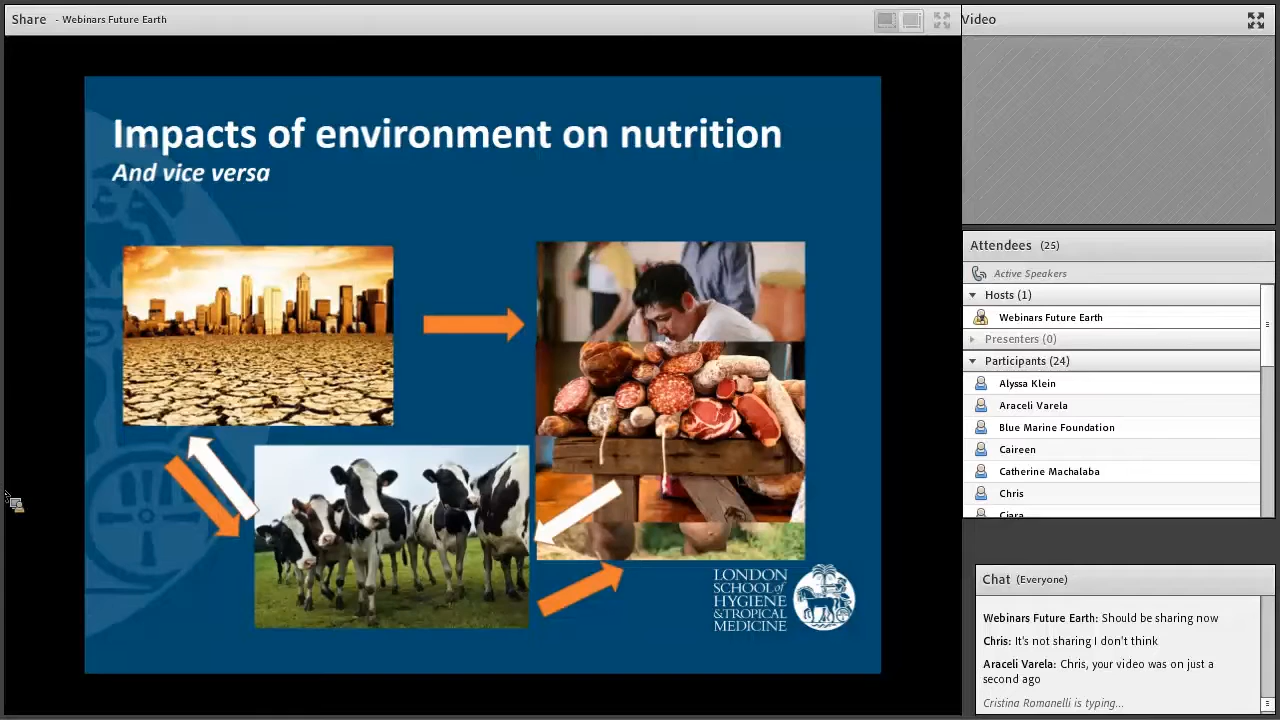 Share - Webinars Future Earth
Video
Impacts of environment on nutrition
And vice versa
LONDON
SCHOOL of
HYGIENE
& TROPICAL
MEDICINE
Attendees (25)
Active Speakers
Hosts (1)
Webinars Future Earth
Presenters (0)
Participants (24)
Alyssa Klein
Araceli Varela
Blue Marine Foundation
Caireen
Catherine Machalaba
Chris
Ciara
Chat (Everyone)
Webinars Future Earth: Should be sharing now
Chris: It's not sharing I don't think
Araceli Varela: Chris, your video was on just a
second ago
Cristina Romanelli is typing...